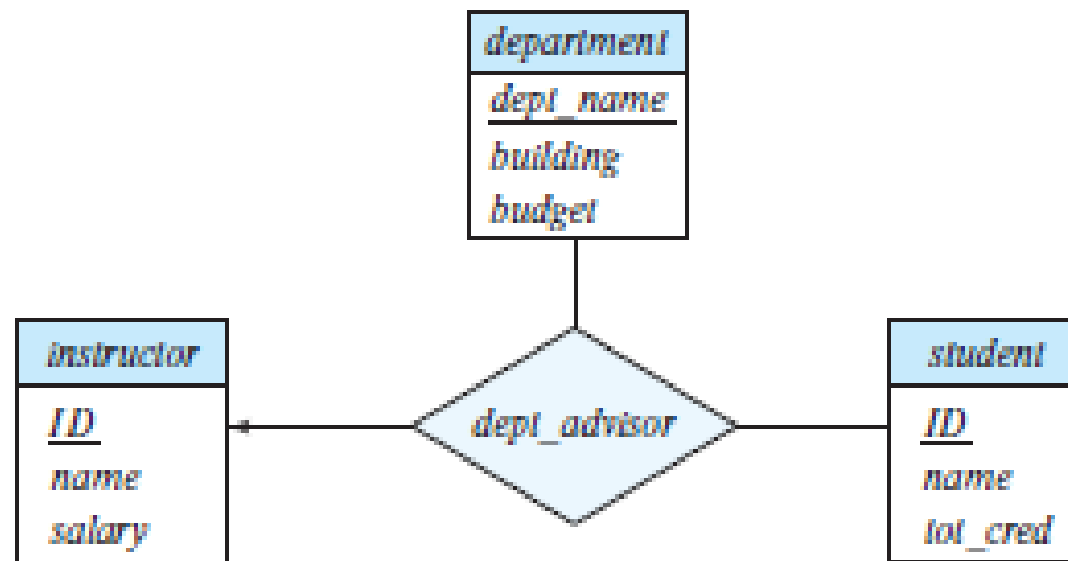 department
dept_name
building
budget
instructor
ID
name
salary
dept_advisor
student
ID
name
tot_cred